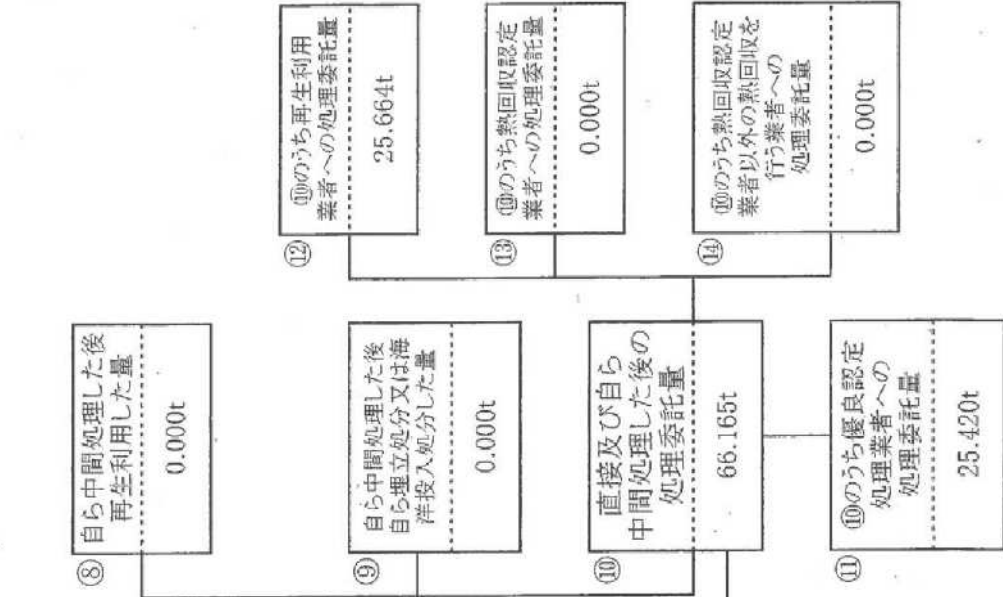 ⑧
自ら中間処理した後
再生利用した量
0.000t
⑨
自ら中間処理した後
自ら埋立処分又は海
洋投入処分した量
0.000t
⑩
直接及び自ら
中間処理した後の
処理委託量
66.165t
⑪
⑩のうち優良認定
処理業者への
処理委託量
25.420t
⑫
⑩のうち再生利用
業者への処理委託量
25.664t
⑬
⑩のうち熱回収認定
業者への処理委託量
0.000t
⑭
⑩のうち熱回収認定
業者以外の熱回収を
行う業者への
処理委託量
0.000t